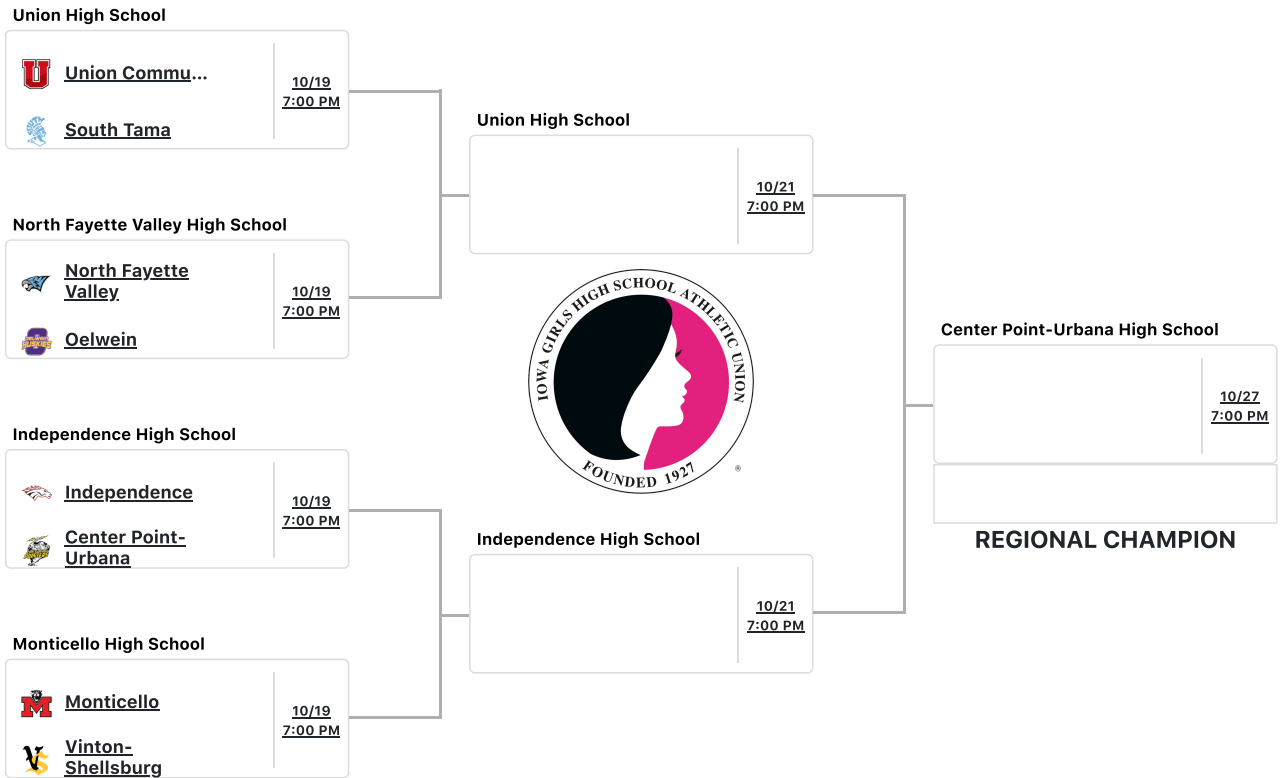 Union High School
Union Commu...
South Tama
10/19
7:00 PM
North Fayette Valley High School
North Fayette
Valley
Oelwein
10/19
7:00 PM
Independence High School
Independence
Center Point-
Urbana
10/19
7:00 PM
Monticello High School
Monticello
Vinton-
Shellsburg
10/19
7:00 PM
Union High School
10/21
7:00 PM
IOWA GIRLS HIGH SCHOOL ATHLETIC UNION
FOUNDED 1927
®
Independence High School
10/21
7:00 PM
Center Point-Urbana High School
10/27
7:00 PM
REGIONAL CHAMPION